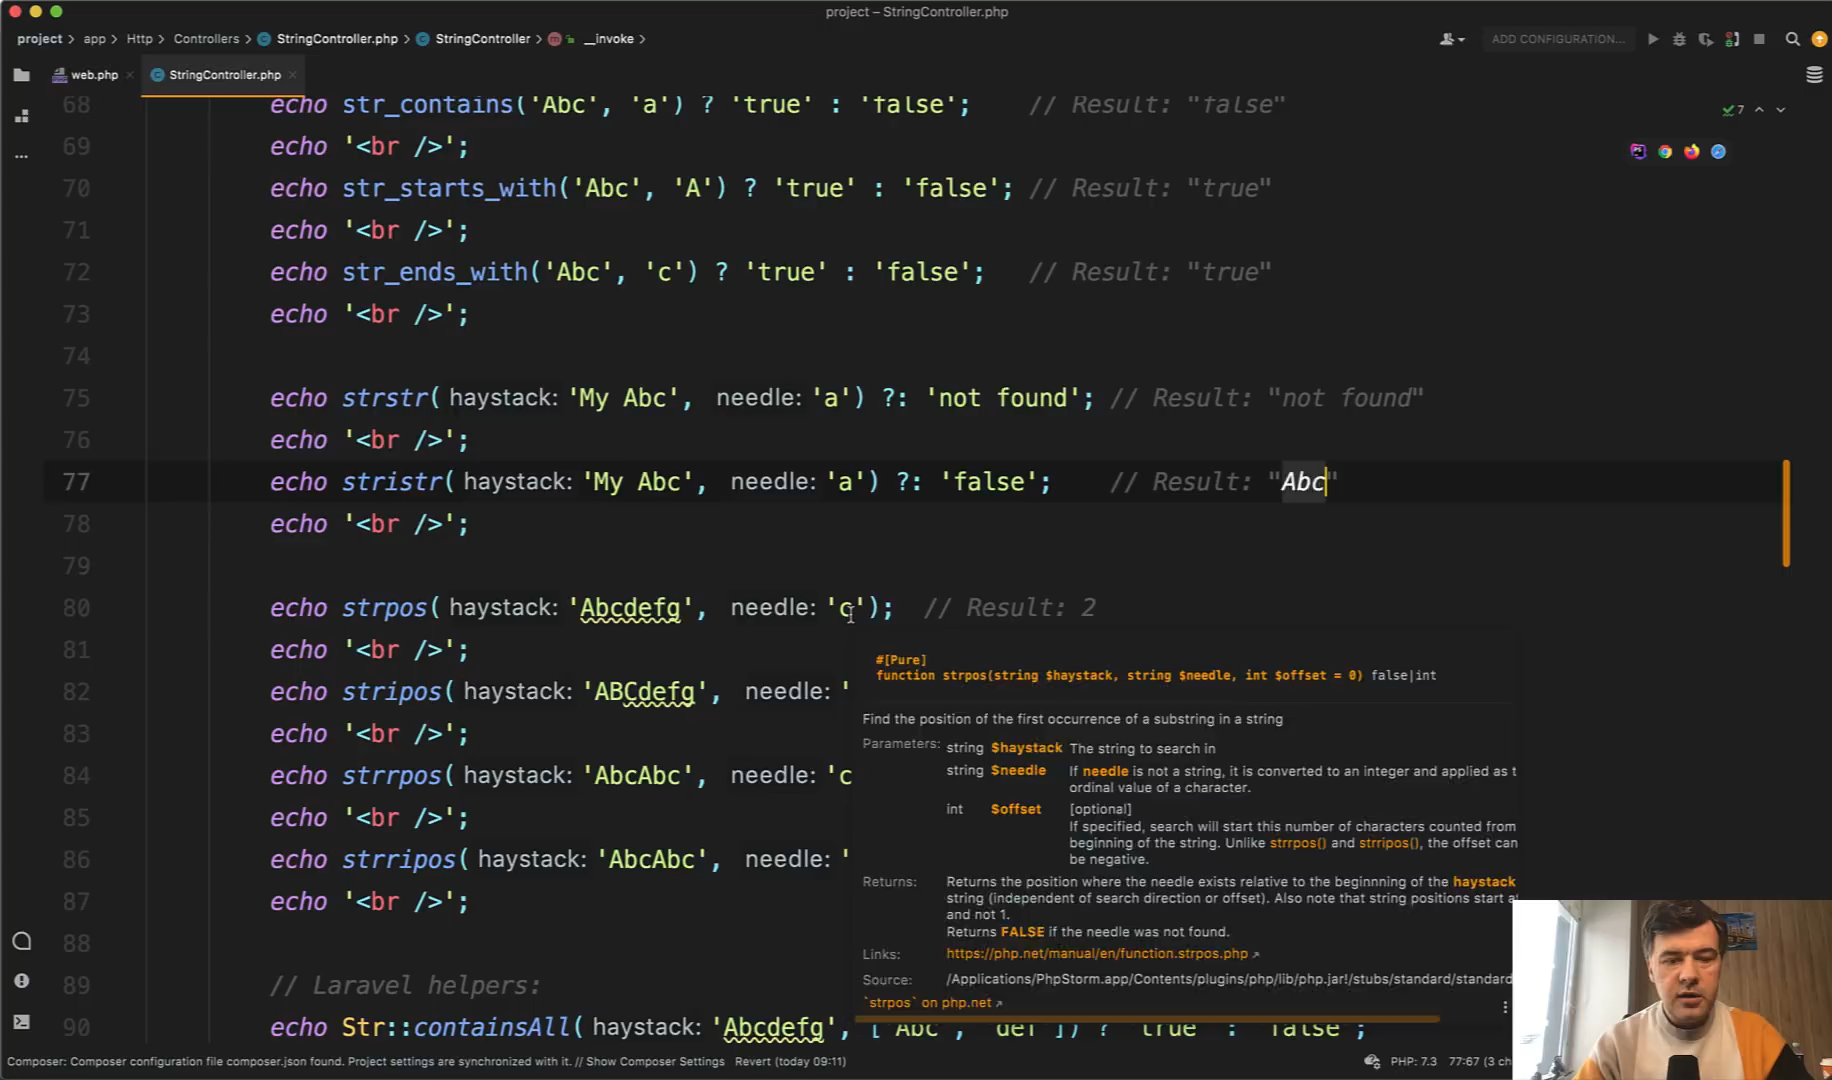 project – StringController.php
project > app > Http > Controllers > StringController.php > StringController > __invoke >
ADD CONFIGURATION...
web.php × StringController.php ×
68 echo str_contains('Abc', 'a') ? 'true' : 'false'; // Result: "false"
7
69 echo '<br />';
70 echo str_starts_with('Abc', 'A') ? 'true' : 'false'; // Result: "true"
71 echo '<br />';
72 echo str_ends_with('Abc', 'c') ? 'true' : 'false'; // Result: "true"
73 echo '<br />';
74
75 echo strstr( haystack: 'My Abc', needle: 'a') ?: 'not found'; // Result: "not found"
76 echo '<br />';
77 echo stristr( haystack: 'My Abc', needle: 'a') ?: 'false'; // Result: "Abc"
78 echo '<br />';
79
80 echo strpos( haystack: 'Abcdefg', needle: 'c'); // Result: 2
81 echo '<br />';
82 echo stripos( haystack: 'ABCdefg', needle: '
83 echo '<br />';
84 echo strrpos( haystack: 'AbcAbc', needle: 'c
85 echo '<br />';
86 echo strripos( haystack: 'AbcAbc', needle: '
87 echo '<br />';
88
89 // Laravel helpers:
90 echo Str::containsAll( haystack: 'Abcdefg', ['Abc', 'def']) ? 'true' : 'false';
#[Pure]
function strpos(string $haystack, string $needle, int $offset = 0) false|int
Find the position of the first occurrence of a substring in a string
Parameters: string $haystack The string to search in
string $needle If needle is not a string, it is converted to an integer and applied as t
ordinal value of a character.
int $offset [optional]
If specified, search will start this number of characters counted from
beginning of the string. Unlike strrpos() and strripos(), the offset can
be negative.
Returns: Returns the position where the needle exists relative to the beginnning of the haystack
string (independent of search direction or offset). Also note that string positions start a
and not 1.
Returns FALSE if the needle was not found.
Links: https://php.net/manual/en/function.strpos.php
Source: /Applications/PhpStorm.app/Contents/plugins/php/lib/php.jar!/stubs/standard/standard
`strpos` on php.net
Composer: Composer configuration file composer.json found. Project settings are synchronized with it. // Show Composer Settings Revert (today 09:11)
PHP: 7.3 77:67 (3 ch